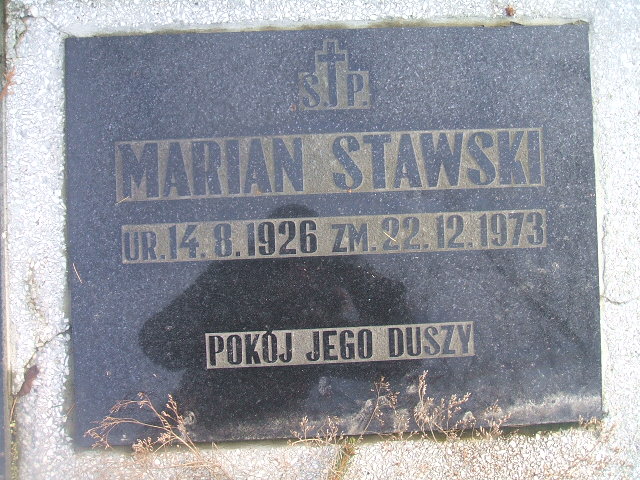 S. P.
MARIAN STAWSKI
UR. 14. 8. 1926 ZM. 22. 12. 1973
POKÓJ JEGO DUSZY